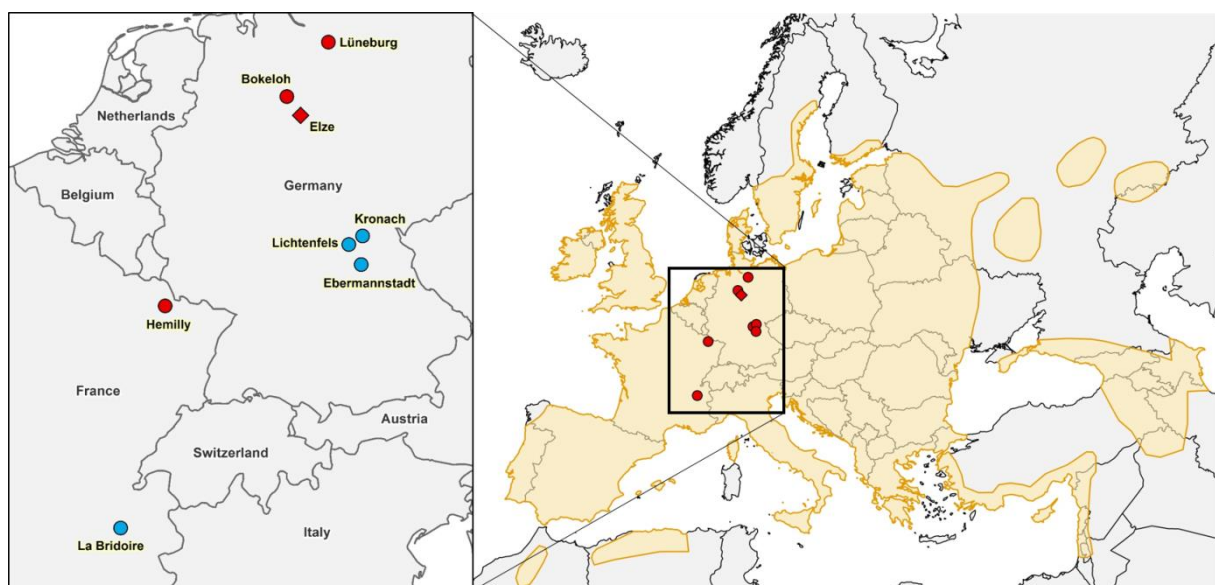 Lüneburg
Bokeloh
Elze
Netherlands
Belgium
Germany
Kronach
Lichtenfels
Ebermannstadt
Hemilly
France
Austria
Switzerland
La Bridoire
Italy